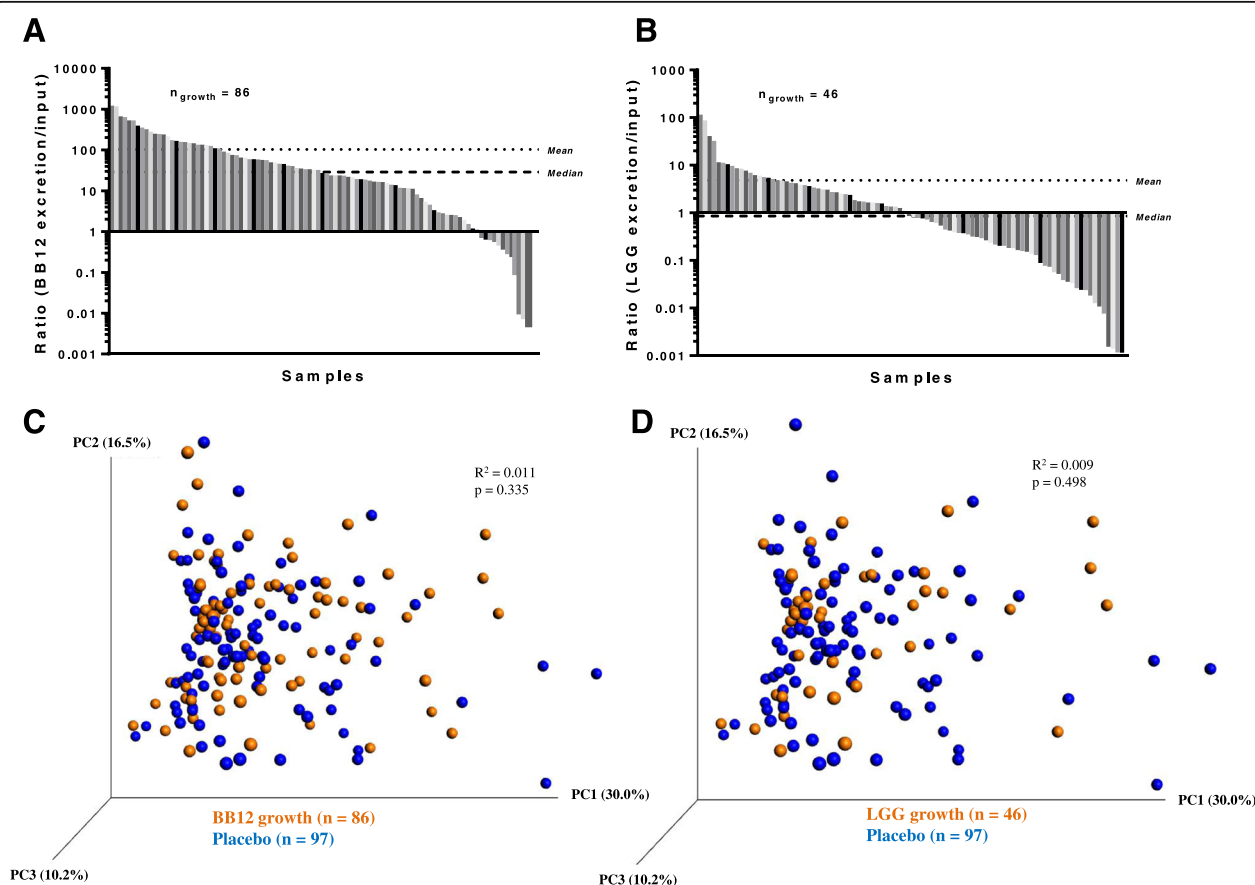 A
Ratio (BB12 excretion/input)
10000
1000
100
10
1
0.1
0.01
0.001
n growth = 86
Mean
Median
Samples
B
Ratio (LGG excretion/input)
1000
100
10
1
0.1
0.01
0.001
n growth = 46
Mean
Median
Samples
C
PC2 (16.5%)
R² = 0.011
p = 0.335
PC1 (30.0%)
BB12 growth (n = 86)
Placebo (n = 97)
PC3 (10.2%)
D
PC2 (16.5%)
R² = 0.009
p = 0.498
PC1 (30.0%)
LGG growth (n = 46)
Placebo (n = 97)
PC3 (10.2%)